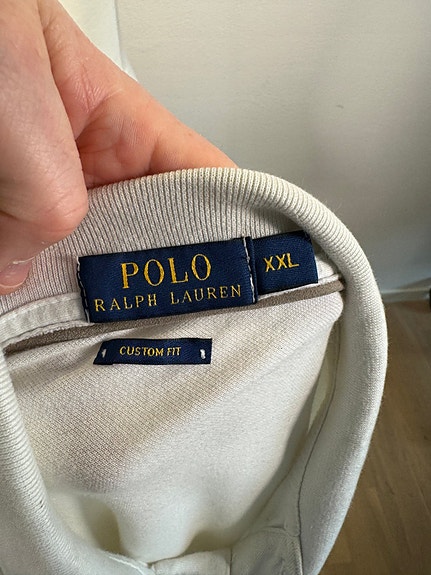 POLO
RALPH LAUREN
XXL
CUSTOM FIT